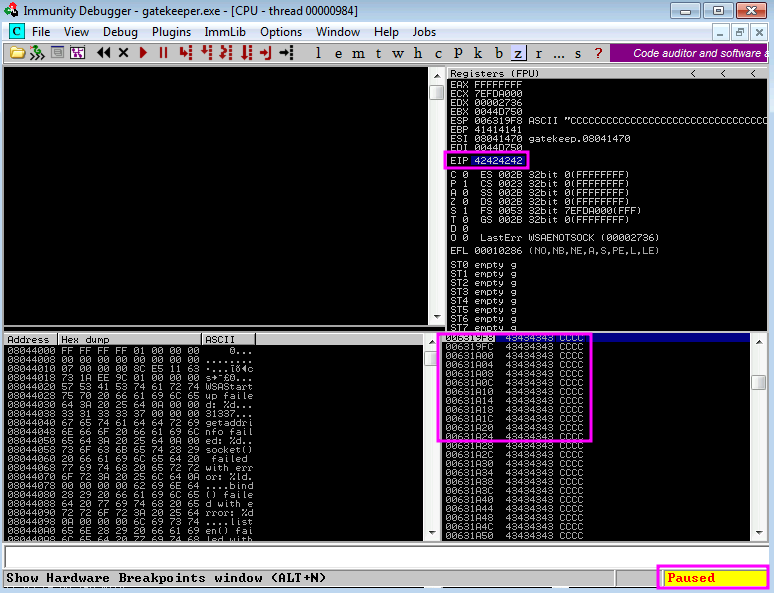 Immunity Debugger - gatekeeper.exe - [CPU - thread 00000984]
C File View Debug Plugins ImmLib Options Window Help Jobs
l e m t w h c P k b z r ... s ? Code auditor and software a
Registers (FPU) < < <
EAX FFFFFFFF
ECX 7EFDA000
EDX 00002736
EBX 0044D750
ESP 006319F8 ASCII "CCCCCCCCCCCCCCCCCCCCCCCCCCCCCCCCC
EBP 41414141
ESI 08041470 gatekeep.08041470
EDI 0044D750
EIP 42424242
C 0 ES 002B 32bit 0(FFFFFFFF)
P 1 CS 0023 32bit 0(FFFFFFFF)
A 0 SS 002B 32bit 0(FFFFFFFF)
Z 0 DS 002B 32bit 0(FFFFFFFF)
S 1 FS 0053 32bit 7EFDA000(FFF)
T 0 GS 002B 32bit 0(FFFFFFFF)
D 0
O 0 LastErr WSAENOTSOCK (00002736)
EFL 00010286 (NO,NB,NE,A,S,PE,L,LE)
ST0 empty g
ST1 empty g
ST2 empty g
ST3 empty g
ST4 empty g
ST5 empty g
ST6 empty g
ST7 empty g
Address Hex dump ASCII
08044000 FF FF FF FF 01 00 00 00 0...
08044008 00 00 00 00 00 00 00 00 ........
08044010 07 00 00 00 8C E5 11 63
08044018 73 1A EE 9C 01 00 00 00
08044020 57 53 41 53 74 61 72 74 WSAStart
08044028 75 70 20 66 61 69 6C 65 up faile
08044030 64 3A 20 25 64 0A 00 00 d: %d...
08044038 33 31 33 33 37 00 00 00 31337...
08044040 67 65 74 61 64 64 72 69 getaddri
08044048 6E 66 6F 20 66 61 69 6C nfo fail
08044050 65 64 3A 20 25 64 0A 00 ed: %d..
08044058 73 6F 63 6B 65 74 28 29 socket()
08044060 20 66 61 69 6C 65 64 20 failed
08044068 77 69 74 68 20 65 72 72 with err
08044070 6F 72 3A 20 25 6C 64 0A or: %ld.
08044078 00 00 00 00 62 69 6E 64 ....bind
08044080 28 29 20 66 61 69 6C 65 () faile
08044088 64 20 77 69 74 68 20 65 d with e
08044090 72 72 6F 72 3A 20 25 64 rror: %d
08044098 0A 00 00 00 6C 69 73 74 ....list
080440A0 65 6E 28 29 20 66 61 69 en() fai
080440A8 6C 65 64 20 77 69 74 68 led with
006319F8 43434343 CCCC
006319FC 43434343 CCCC
00631A00 43434343 CCCC
00631A04 43434343 CCCC
00631A08 43434343 CCCC
00631A0C 43434343 CCCC
00631A10 43434343 CCCC
00631A14 43434343 CCCC
00631A18 43434343 CCCC
00631A1C 43434343 CCCC
00631A20 43434343 CCCC
00631A24 43434343 CCCC
00631A28 43434343 CCCC
00631A2C 43434343 CCCC
00631A30 43434343 CCCC
00631A34 43434343 CCCC
00631A38 43434343 CCCC
00631A3C 43434343 CCCC
00631A40 43434343 CCCC
00631A44 43434343 CCCC
00631A48 43434343 CCCC
00631A4C 43434343 CCCC
00631A50 43434343 CCCC
Show Hardware Breakpoints window (ALT+N)
Paused